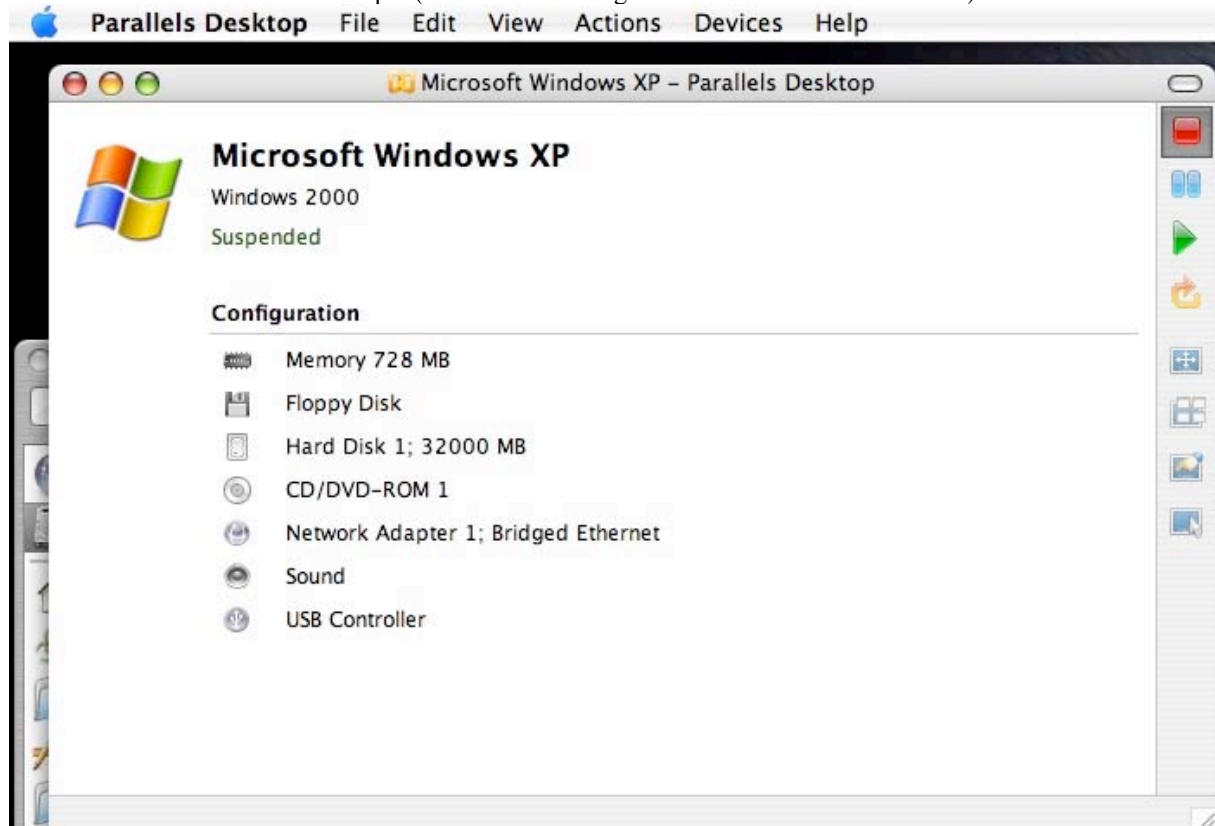 Parallels Desktop File Edit View Actions Devices Help
Microsoft Windows XP – Parallels Desktop
Microsoft Windows XP
Windows 2000
Suspended
Configuration
Memory 728 MB
Floppy Disk
Hard Disk 1; 32000 MB
CD/DVD-ROM 1
Network Adapter 1; Bridged Ethernet
Sound
USB Controller